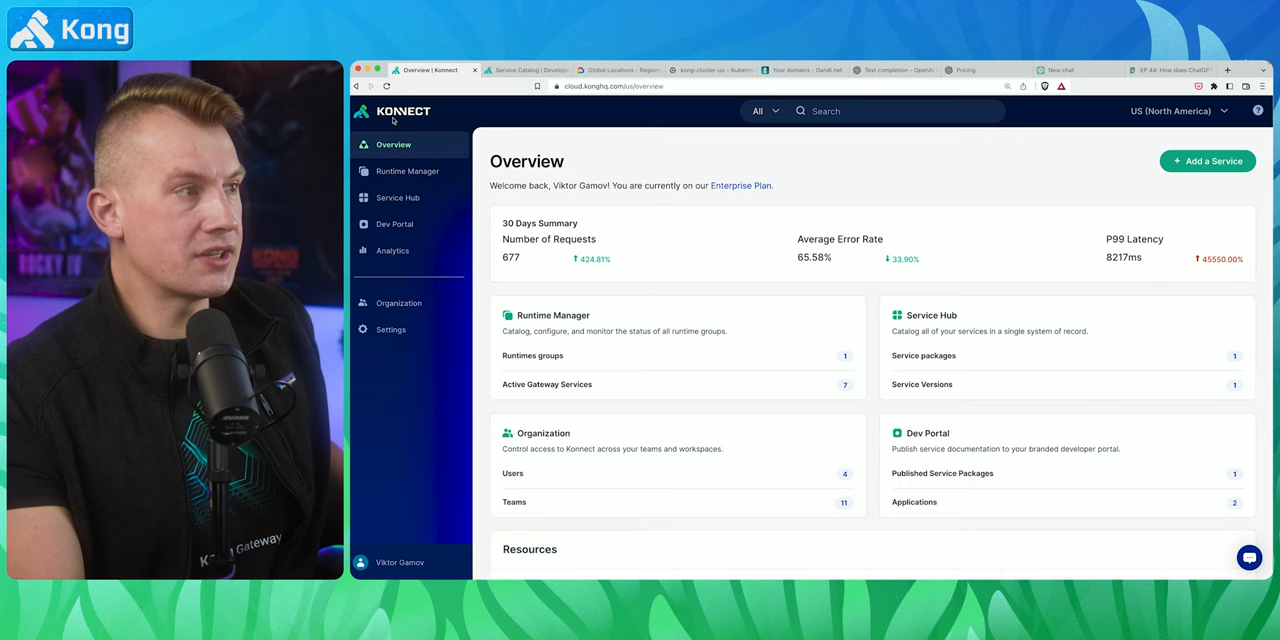 Kong
ROCKY IV
KONG
Kong Gateway
Overview | Konnect
Service Catalog | Develop
Global Locations - Region
kong-cluster-us – Kuberne
Your domains – Gandi.net
Text completion - OpenAI
Pricing
New chat
EP 44: How does ChatGPT
cloud.konghq.com/us/overview
KONNECT
All
Search
US (North America)
Overview
Runtime Manager
Service Hub
Dev Portal
Analytics
Organization
Settings
Viktor Gamov
Overview
+ Add a Service
Welcome back, Viktor Gamov! You are currently on our Enterprise Plan.
30 Days Summary
Number of Requests
Average Error Rate
P99 Latency
677
424.81%
65.58%
33.90%
8217ms
45550.00%
Runtime Manager
Catalog, configure, and monitor the status of all runtime groups.
Runtimes groups
1
Active Gateway Services
7
Service Hub
Catalog all of your services in a single system of record.
Service packages
1
Service Versions
1
Organization
Control access to Konnect across your teams and workspaces.
Users
4
Teams
11
Dev Portal
Publish service documentation to your branded developer portal.
Published Service Packages
1
Applications
2
Resources